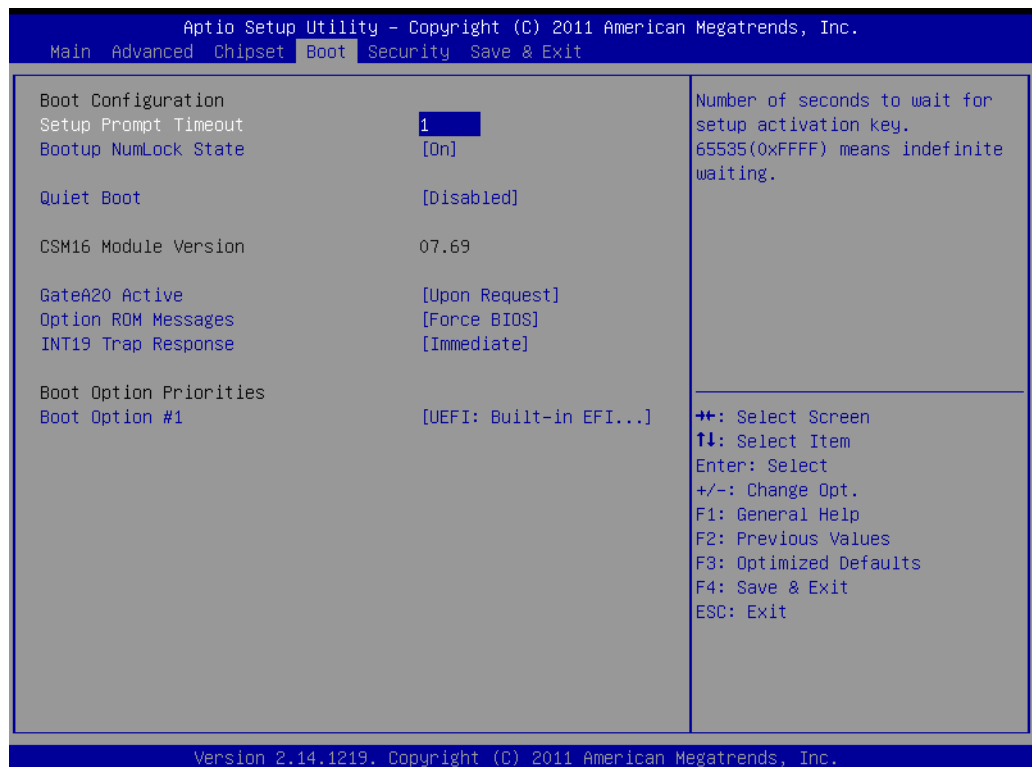 Aptio Setup Utility – Copyright (C) 2011 American Megatrends, Inc.
Main Advanced Chipset Boot Security Save & Exit
Boot Configuration
Setup Prompt Timeout 1
Bootup NumLock State [On]
Quiet Boot [Disabled]
CSM16 Module Version 07.69
GateA20 Active [Upon Request]
Option ROM Messages [Force BIOS]
INT19 Trap Response [Immediate]
Boot Option Priorities
Boot Option #1 [UEFI: Built-in EFI...]
Number of seconds to wait for
setup activation key.
65535(0xFFFF) means indefinite
waiting.
→←: Select Screen
↑↓: Select Item
Enter: Select
+/-: Change Opt.
F1: General Help
F2: Previous Values
F3: Optimized Defaults
F4: Save & Exit
ESC: Exit
Version 2.14.1219. Copyright (C) 2011 American Megatrends, Inc.